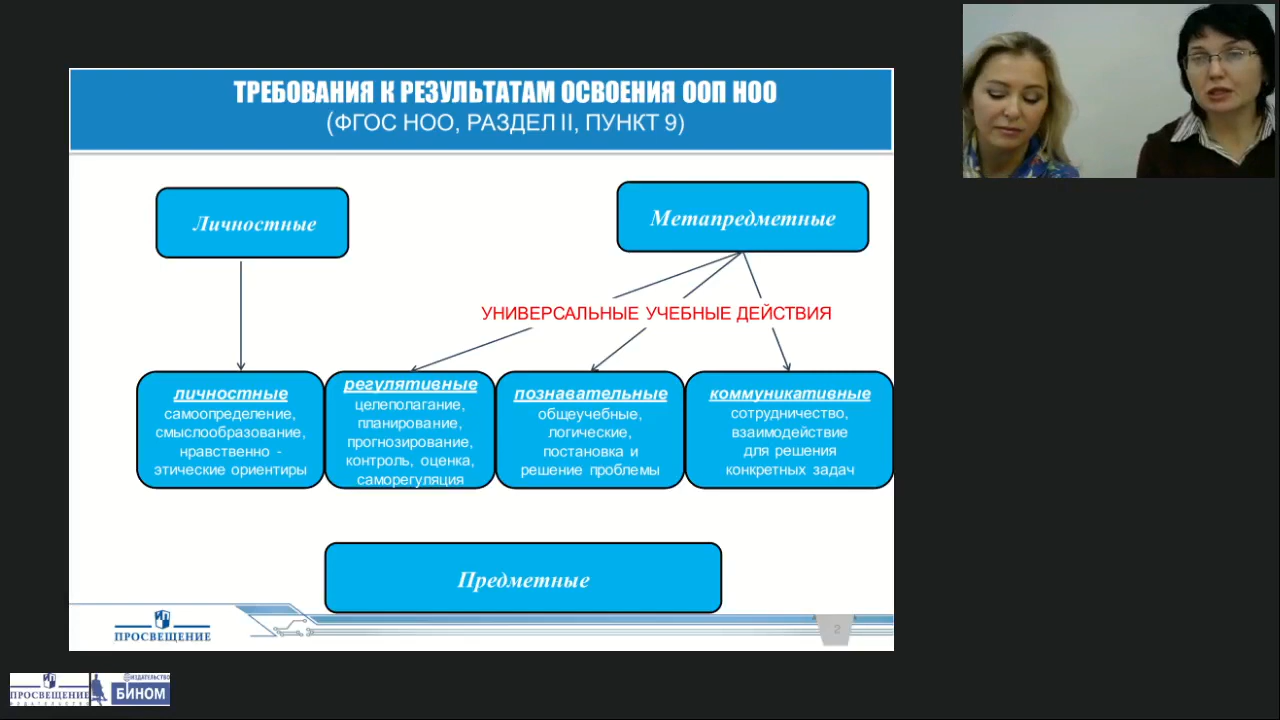 ТРЕБОВАНИЯ К РЕЗУЛЬТАТАМ ОСВОЕНИЯ ООП НОО
(ФГОС НОО, РАЗДЕЛ II, ПУНКТ 9)
Личностные
Метапредметные
УНИВЕРСАЛЬНЫЕ УЧЕБНЫЕ ДЕЙСТВИЯ
личностные
самоопределение,
смыслообразование,
нравственно -
этические ориентиры
регулятивные
целеполагание,
планирование,
прогнозирование,
контроль, оценка,
саморегуляция
познавательные
общеучебные,
логические,
постановка и
решение проблемы
коммуникативные
сотрудничество,
взаимодействие
для решения
конкретных задач
Предметные
ПРОСВЕЩЕНИЕ
2
ПРОСВЕЩЕНИЕ
ИЗДАТЕЛЬСТВО
ИЗДАТЕЛЬСТВО
БИНОМ